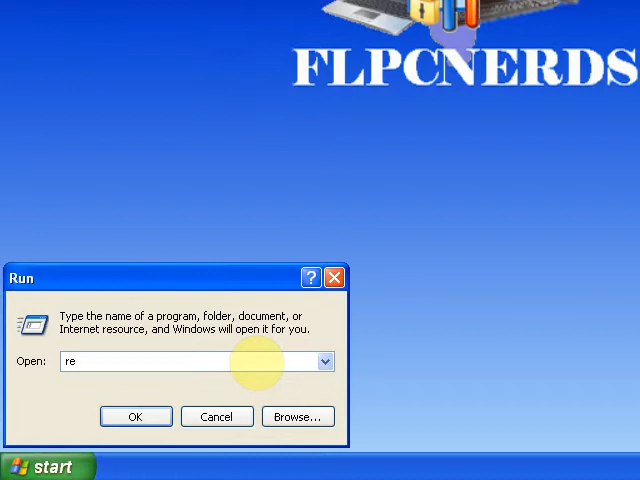 FLPCNERDS
Run
Type the name of a program, folder, document, or
Internet resource, and Windows will open it for you.
Open: re
OK Cancel Browse...
start